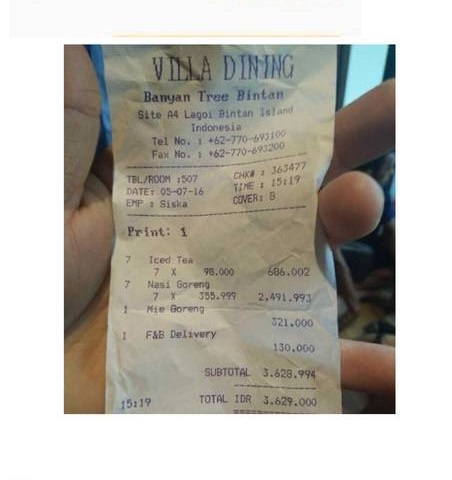 VILLA DINING
Banyan Tree Bintan
Site A4 Lagoi Bintan Island
Indonesia
Tel No. : +62-770-693100
Fax No. : +62-770-693200
TBL/ROOM :507 CHK# : 363477
DATE: 05-07-16 TIME : 15:19
EMP : Siska COVER: 8
Print: 1
7 Iced Tea
7 X 98.000 686.002
7 Nasi Goreng
7 X 355.999 2,491.993
1 Mie Goreng
321.000
1 F&B Delivery
130.000
SUBTOTAL 3.628.994
15:19 TOTAL IDR 3.629.000